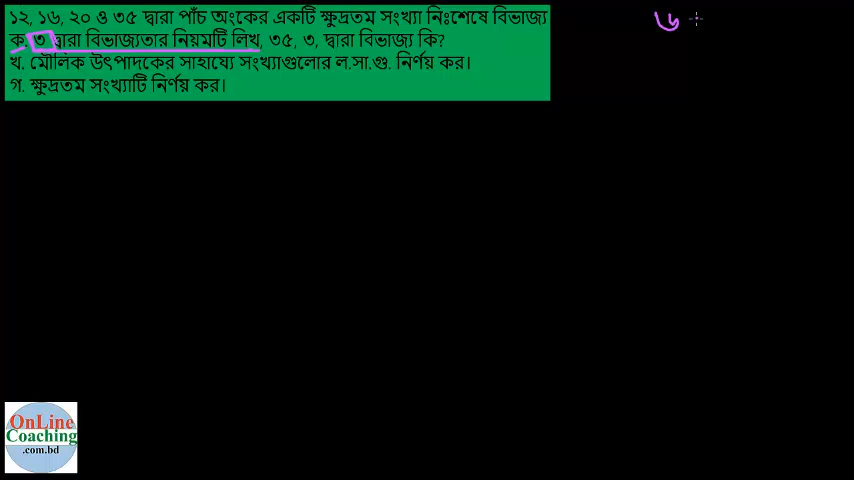 ১২, ১৬, ২০ ও ৩৫ দ্বারা পাঁচ অংকের একটি ক্ষুদ্রতম সংখ্যা নিঃশেষে বিভাজ্য
ক. ৩ দ্বারা বিভাজ্যতার নিয়মটি লিখ, ৩৫, ৩, দ্বারা বিভাজ্য কি?
খ. মৌলিক উৎপাদকের সাহায্যে সংখ্যাগুলোর ল.সা.গু. নির্ণয় কর।
গ. ক্ষুদ্রতম সংখ্যাটি নির্ণয় কর।
৬
OnLine
Coaching
.com.bd